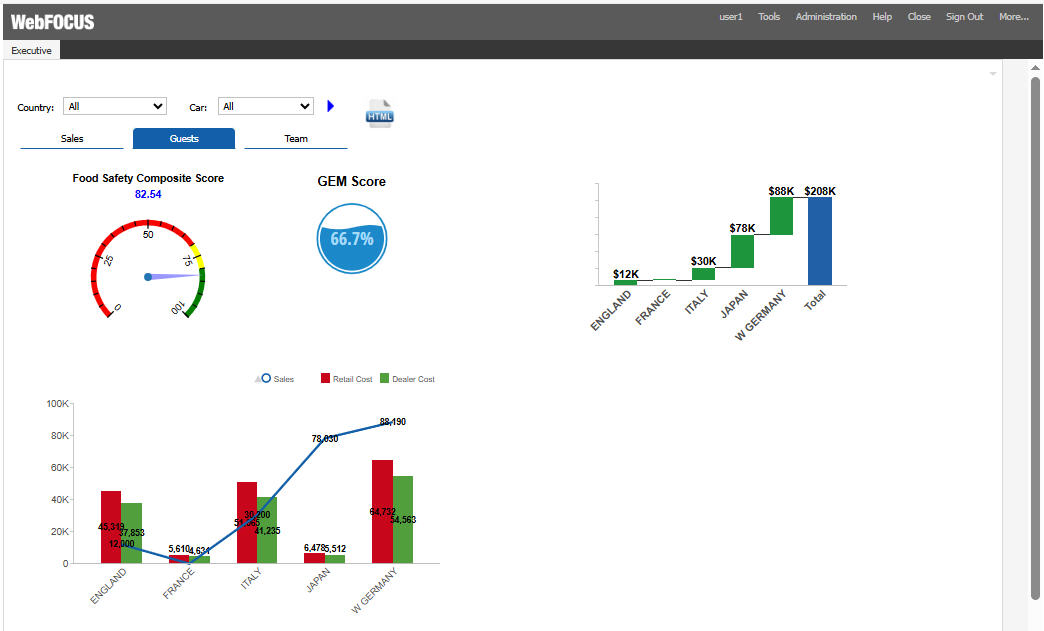 WebFOCUS
user1 Tools Administration Help Close Sign Out More...
Executive
Country: All Car: All
HTML
Sales Guests Team
Food Safety Composite Score
82.54
0 25 50 75 100
GEM Score
66.7%
$12K $30K $78K $88K $208K
ENGLAND FRANCE ITALY JAPAN W GERMANY Total
Sales Retail Cost Dealer Cost
100K
80K
60K
40K
20K
0
88,190
78,030
30,200
12,000
45,319 37,853
5,610 4,631
41,235
6,478 5,512
64,732 54,563
ENGLAND FRANCE ITALY JAPAN W GERMANY